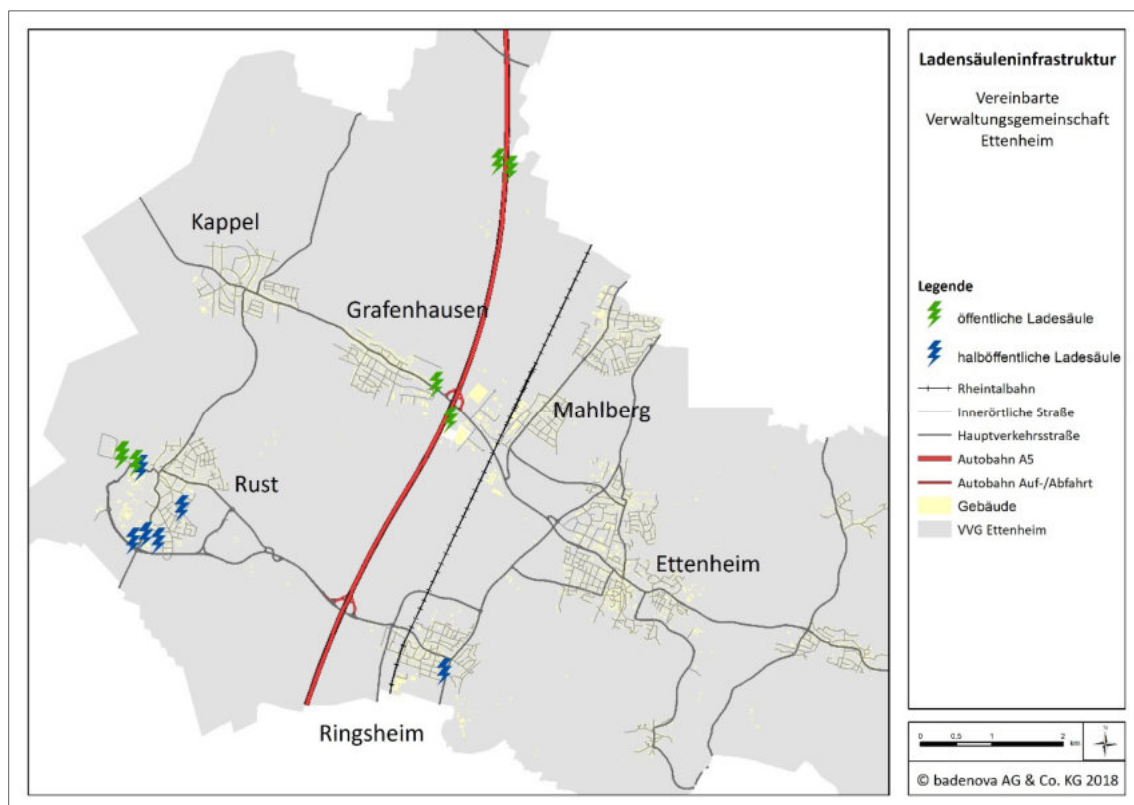 Ladensäuleninfrastruktur
Vereinbarte
Verwaltungsgemeinschaft
Ettenheim
Kappel
Grafenhausen
Mahlberg
Rust
Ettenheim
Ringsheim
Legende
öffentliche Ladesäule
halböffentliche Ladesäule
Rheintalbahn
Innerörtliche Straße
Hauptverkehrsstraße
Autobahn A5
Autobahn Auf-/Abfahrt
Gebäude
VVG Ettenheim
0 0,5 1 2
km
N
© badenova AG & Co. KG 2018